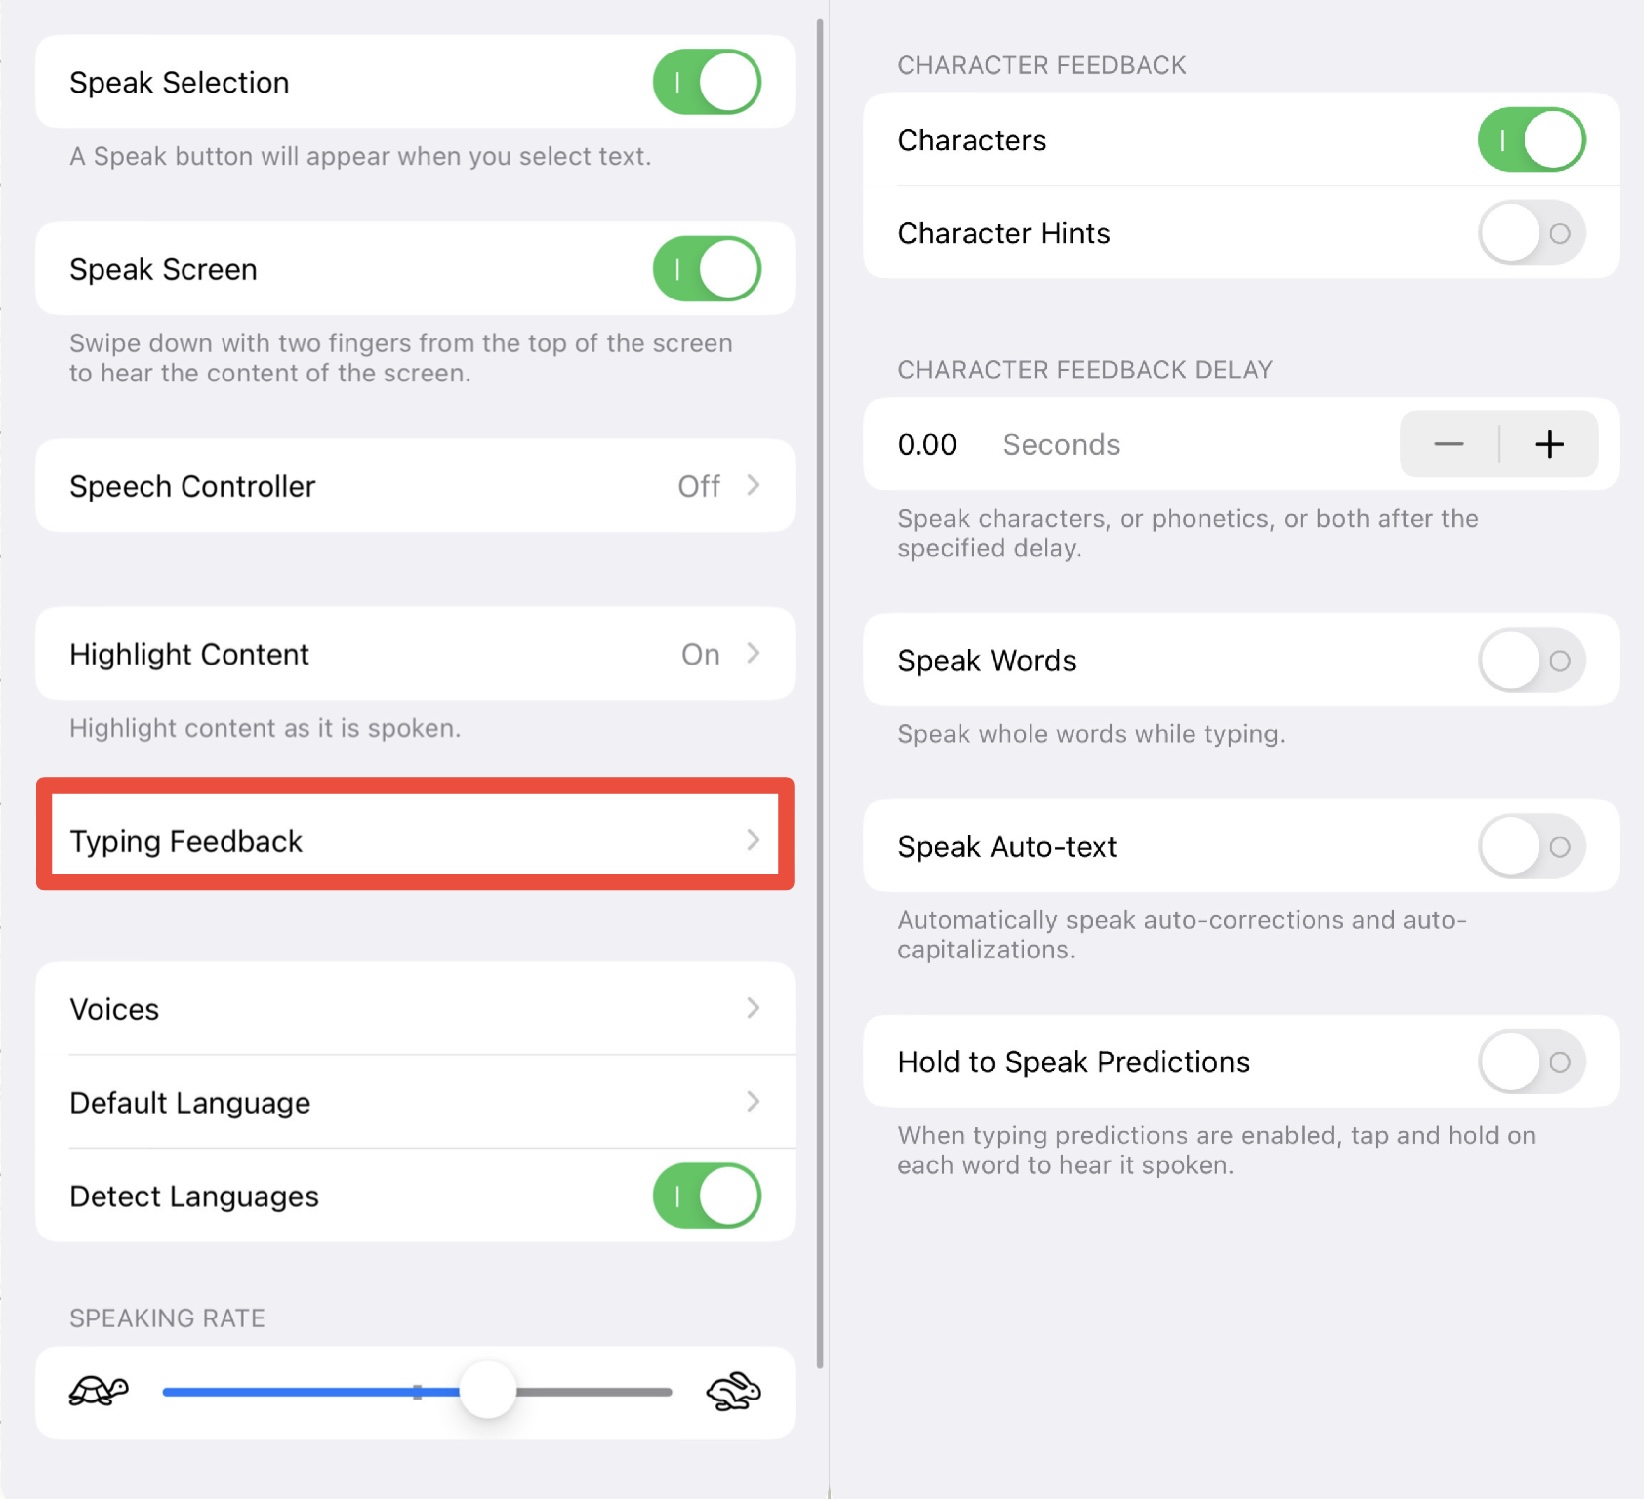 Speak Selection
A Speak button will appear when you select text.
Speak Screen
Swipe down with two fingers from the top of the screen
to hear the content of the screen.
Speech Controller Off
Highlight Content On
Highlight content as it is spoken.
Typing Feedback
Voices
Default Language
Detect Languages
SPEAKING RATE
CHARACTER FEEDBACK
Characters
Character Hints
CHARACTER FEEDBACK DELAY
0.00 Seconds
Speak characters, or phonetics, or both after the
specified delay.
Speak Words
Speak whole words while typing.
Speak Auto-text
Automatically speak auto-corrections and auto-
capitalizations.
Hold to Speak Predictions
When typing predictions are enabled, tap and hold on
each word to hear it spoken.